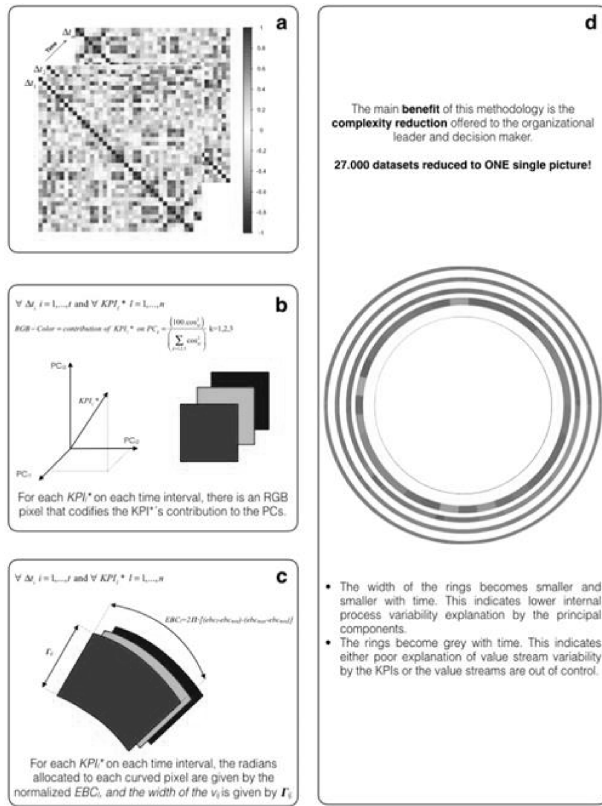 a
Time
Δt
Δt
Δt
1
0.8
0.6
0.4
0.2
0
-0.2
-0.4
-0.6
-0.8
-1
b
∀ Δt, i = 1,...,t and ∀ KPI * l = 1,...,n
RGB – Color = contribution of KPI * on PC k=1,2,3
KPI *
PC
PC
PC
For each KPIₗ* on each time interval, there is an RGB
pixel that codifies the KPI*´s contribution to the PCs.
c
∀ Δt, i = 1,...,t and ∀ KPI * l = 1,...,n
Γ
For each KPIₗ* on each time interval, the radians
allocated to each curved pixel are given by the
normalized EBC, and the width of the v is given by Γ
d
The main benefit of this methodology is the
complexity reduction offered to the organizational
leader and decision maker.
27.000 datasets reduced to ONE single picture!
• The width of the rings becomes smaller and
smaller with time. This indicates lower internal
process variability explanation by the principal
components.
• The rings become grey with time. This indicates
either poor explanation of value stream variability
by the KPIs or the value streams are out of control.